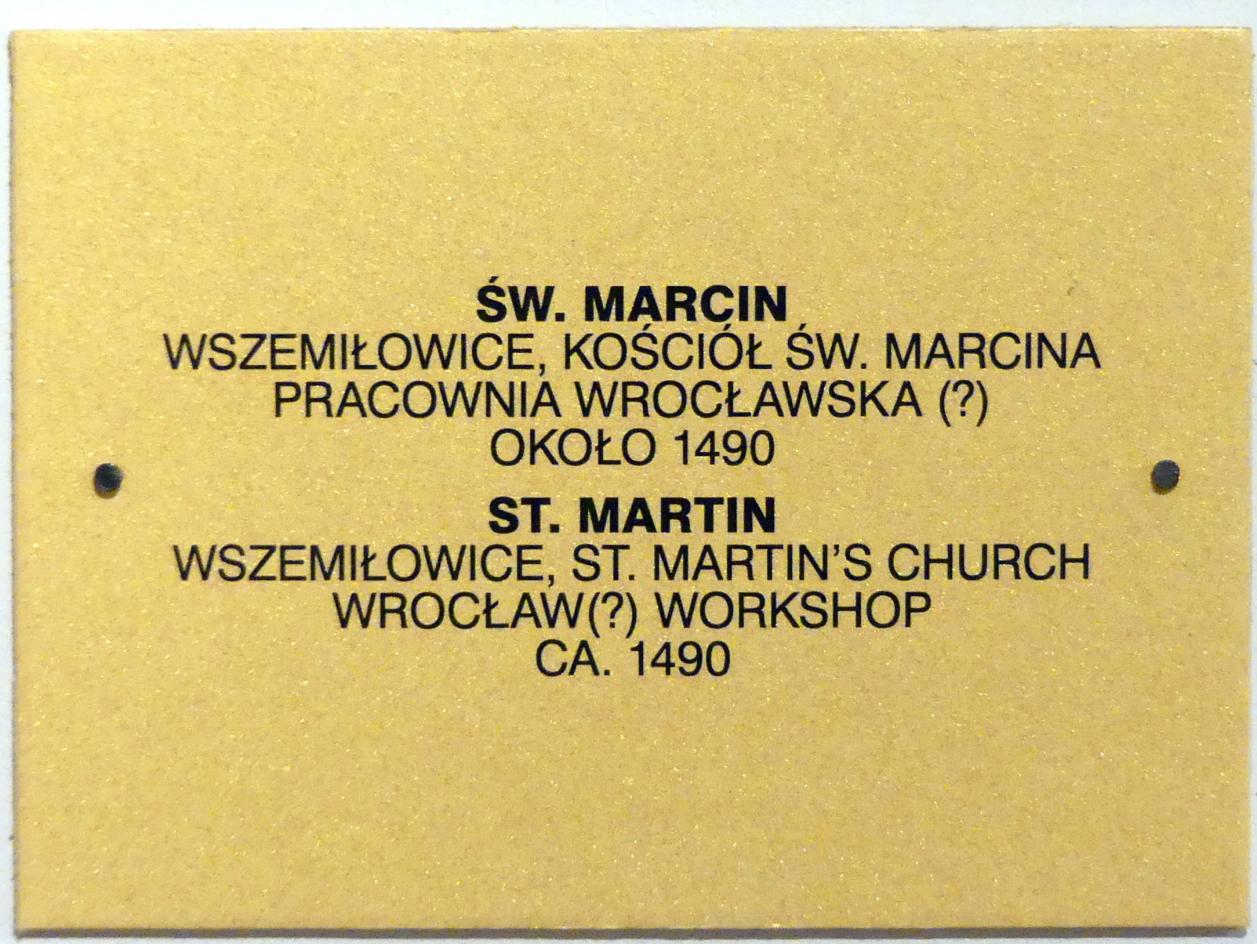 ŚW. MARCIN
WSZEMIŁOWICE, KOŚCIÓŁ ŚW. MARCINA
PRACOWNIA WROCŁAWSKA (?)
OKOŁO 1490
ST. MARTIN
WSZEMIŁOWICE, ST. MARTIN'S CHURCH
WROCŁAW(?) WORKSHOP
CA. 1490